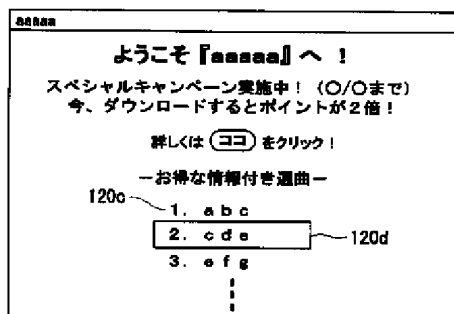 aaaaa
ようこそ『aaaaa』へ !
スペシャルキャンペーン実施中! (○/○まで)
今、ダウンロードするとポイントが2倍!
詳しくは ココ をクリック!
ーお得な情報付き選曲ー
120c
1. abc
2. cde
120d
3. efg